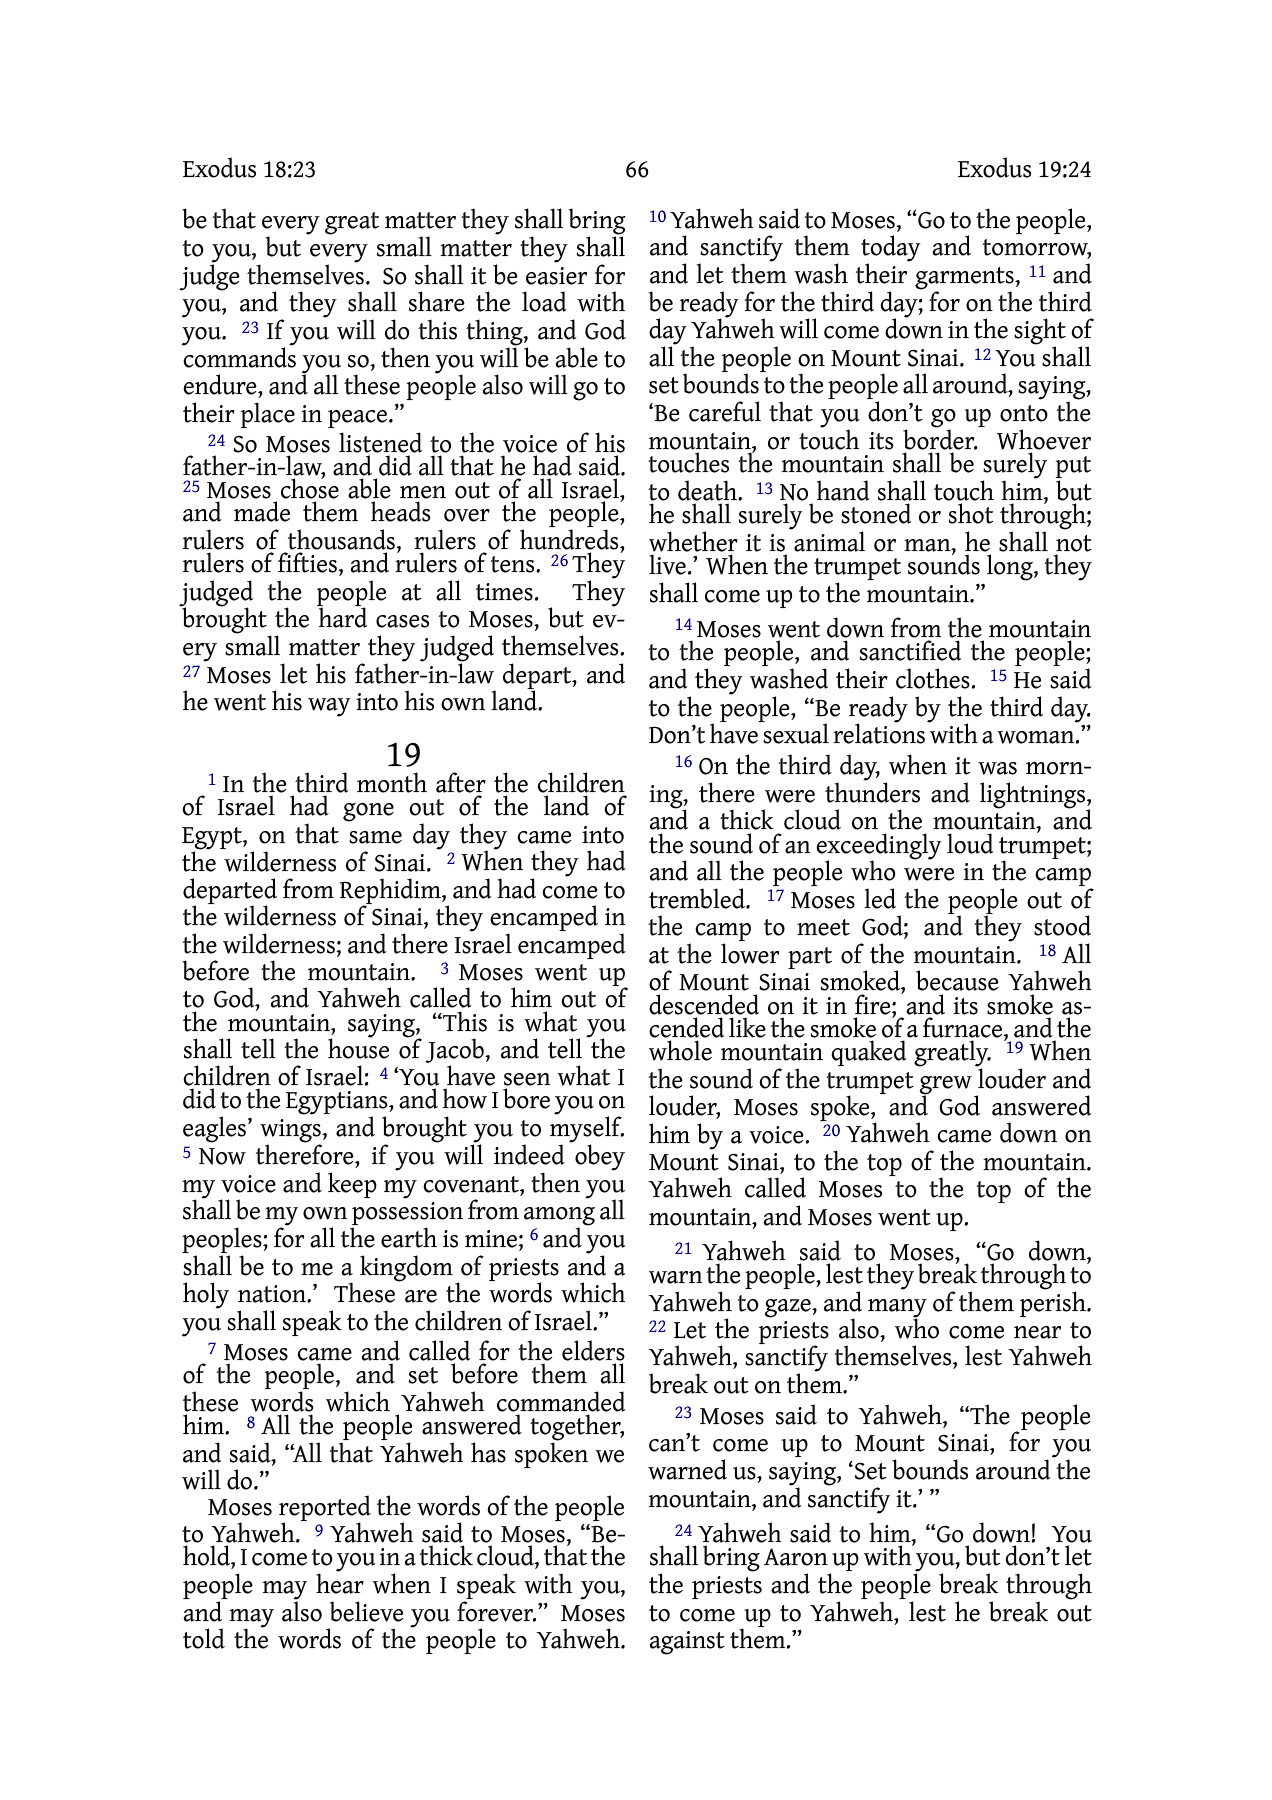 Exodus 18:23
66
Exodus 19:24
be that every great matter they shall bring
to you, but every small matter they shall
judge themselves. So shall it be easier for
you, and they shall share the load with
you. 23 If you will do this thing, and God
commands you so, then you will be able to
endure, and all these people also will go to
their place in peace.”
24 So Moses listened to the voice of his
father-in-law, and did all that he had said.
25 Moses chose able men out of all Israel,
and made them heads over the people,
rulers of thousands, rulers of hundreds,
rulers of fifties, and rulers of tens. 26 They
judged the people at all times. They
brought the hard cases to Moses, but ev-
ery small matter they judged themselves.
27 Moses let his father-in-law depart, and
he went his way into his own land.
19
1 In the third month after the children
of Israel had gone out of the land of
Egypt, on that same day they came into
the wilderness of Sinai. 2 When they had
departed from Rephidim, and had come to
the wilderness of Sinai, they encamped in
the wilderness; and there Israel encamped
before the mountain. 3 Moses went up
to God, and Yahweh called to him out of
the mountain, saying, “This is what you
shall tell the house of Jacob, and tell the
children of Israel: 4 ‘You have seen what I
did to the Egyptians, and how I bore you on
eagles’ wings, and brought you to myself.
5 Now therefore, if you will indeed obey
my voice and keep my covenant, then you
shall be my own possession from among all
peoples; for all the earth is mine; 6 and you
shall be to me a kingdom of priests and a
holy nation.’ These are the words which
you shall speak to the children of Israel.”
7 Moses came and called for the elders
of the people, and set before them all
these words which Yahweh commanded
him. 8 All the people answered together,
and said, “All that Yahweh has spoken we
will do.”
Moses reported the words of the people
to Yahweh. 9 Yahweh said to Moses, “Be-
hold, I come to you in a thick cloud, that the
people may hear when I speak with you,
and may also believe you forever.” Moses
told the words of the people to Yahweh.
10 Yahweh said to Moses, “Go to the people,
and sanctify them today and tomorrow,
and let them wash their garments, 11 and
be ready for the third day; for on the third
day Yahweh will come down in the sight of
all the people on Mount Sinai. 12 You shall
set bounds to the people all around, saying,
‘Be careful that you don’t go up onto the
mountain, or touch its border. Whoever
touches the mountain shall be surely put
to death. 13 No hand shall touch him, but
he shall surely be stoned or shot through;
whether it is animal or man, he shall not
live.’ When the trumpet sounds long, they
shall come up to the mountain.”
14 Moses went down from the mountain
to the people, and sanctified the people;
and they washed their clothes. 15 He said
to the people, “Be ready by the third day.
Don’t have sexual relations with a woman.”
16 On the third day, when it was morn-
ing, there were thunders and lightnings,
and a thick cloud on the mountain, and
the sound of an exceedingly loud trumpet;
and all the people who were in the camp
trembled. 17 Moses led the people out of
the camp to meet God; and they stood
at the lower part of the mountain. 18 All
of Mount Sinai smoked, because Yahweh
descended on it in fire; and its smoke as-
cended like the smoke of a furnace, and the
whole mountain quaked greatly. 19 When
the sound of the trumpet grew louder and
louder, Moses spoke, and God answered
him by a voice. 20 Yahweh came down on
Mount Sinai, to the top of the mountain.
Yahweh called Moses to the top of the
mountain, and Moses went up.
21 Yahweh said to Moses, “Go down,
warn the people, lest they break through to
Yahweh to gaze, and many of them perish.
22 Let the priests also, who come near to
Yahweh, sanctify themselves, lest Yahweh
break out on them.”
23 Moses said to Yahweh, “The people
can’t come up to Mount Sinai, for you
warned us, saying, ‘Set bounds around the
mountain, and sanctify it.’ ”
24 Yahweh said to him, “Go down! You
shall bring Aaron up with you, but don’t let
the priests and the people break through
to come up to Yahweh, lest he break out
against them.”